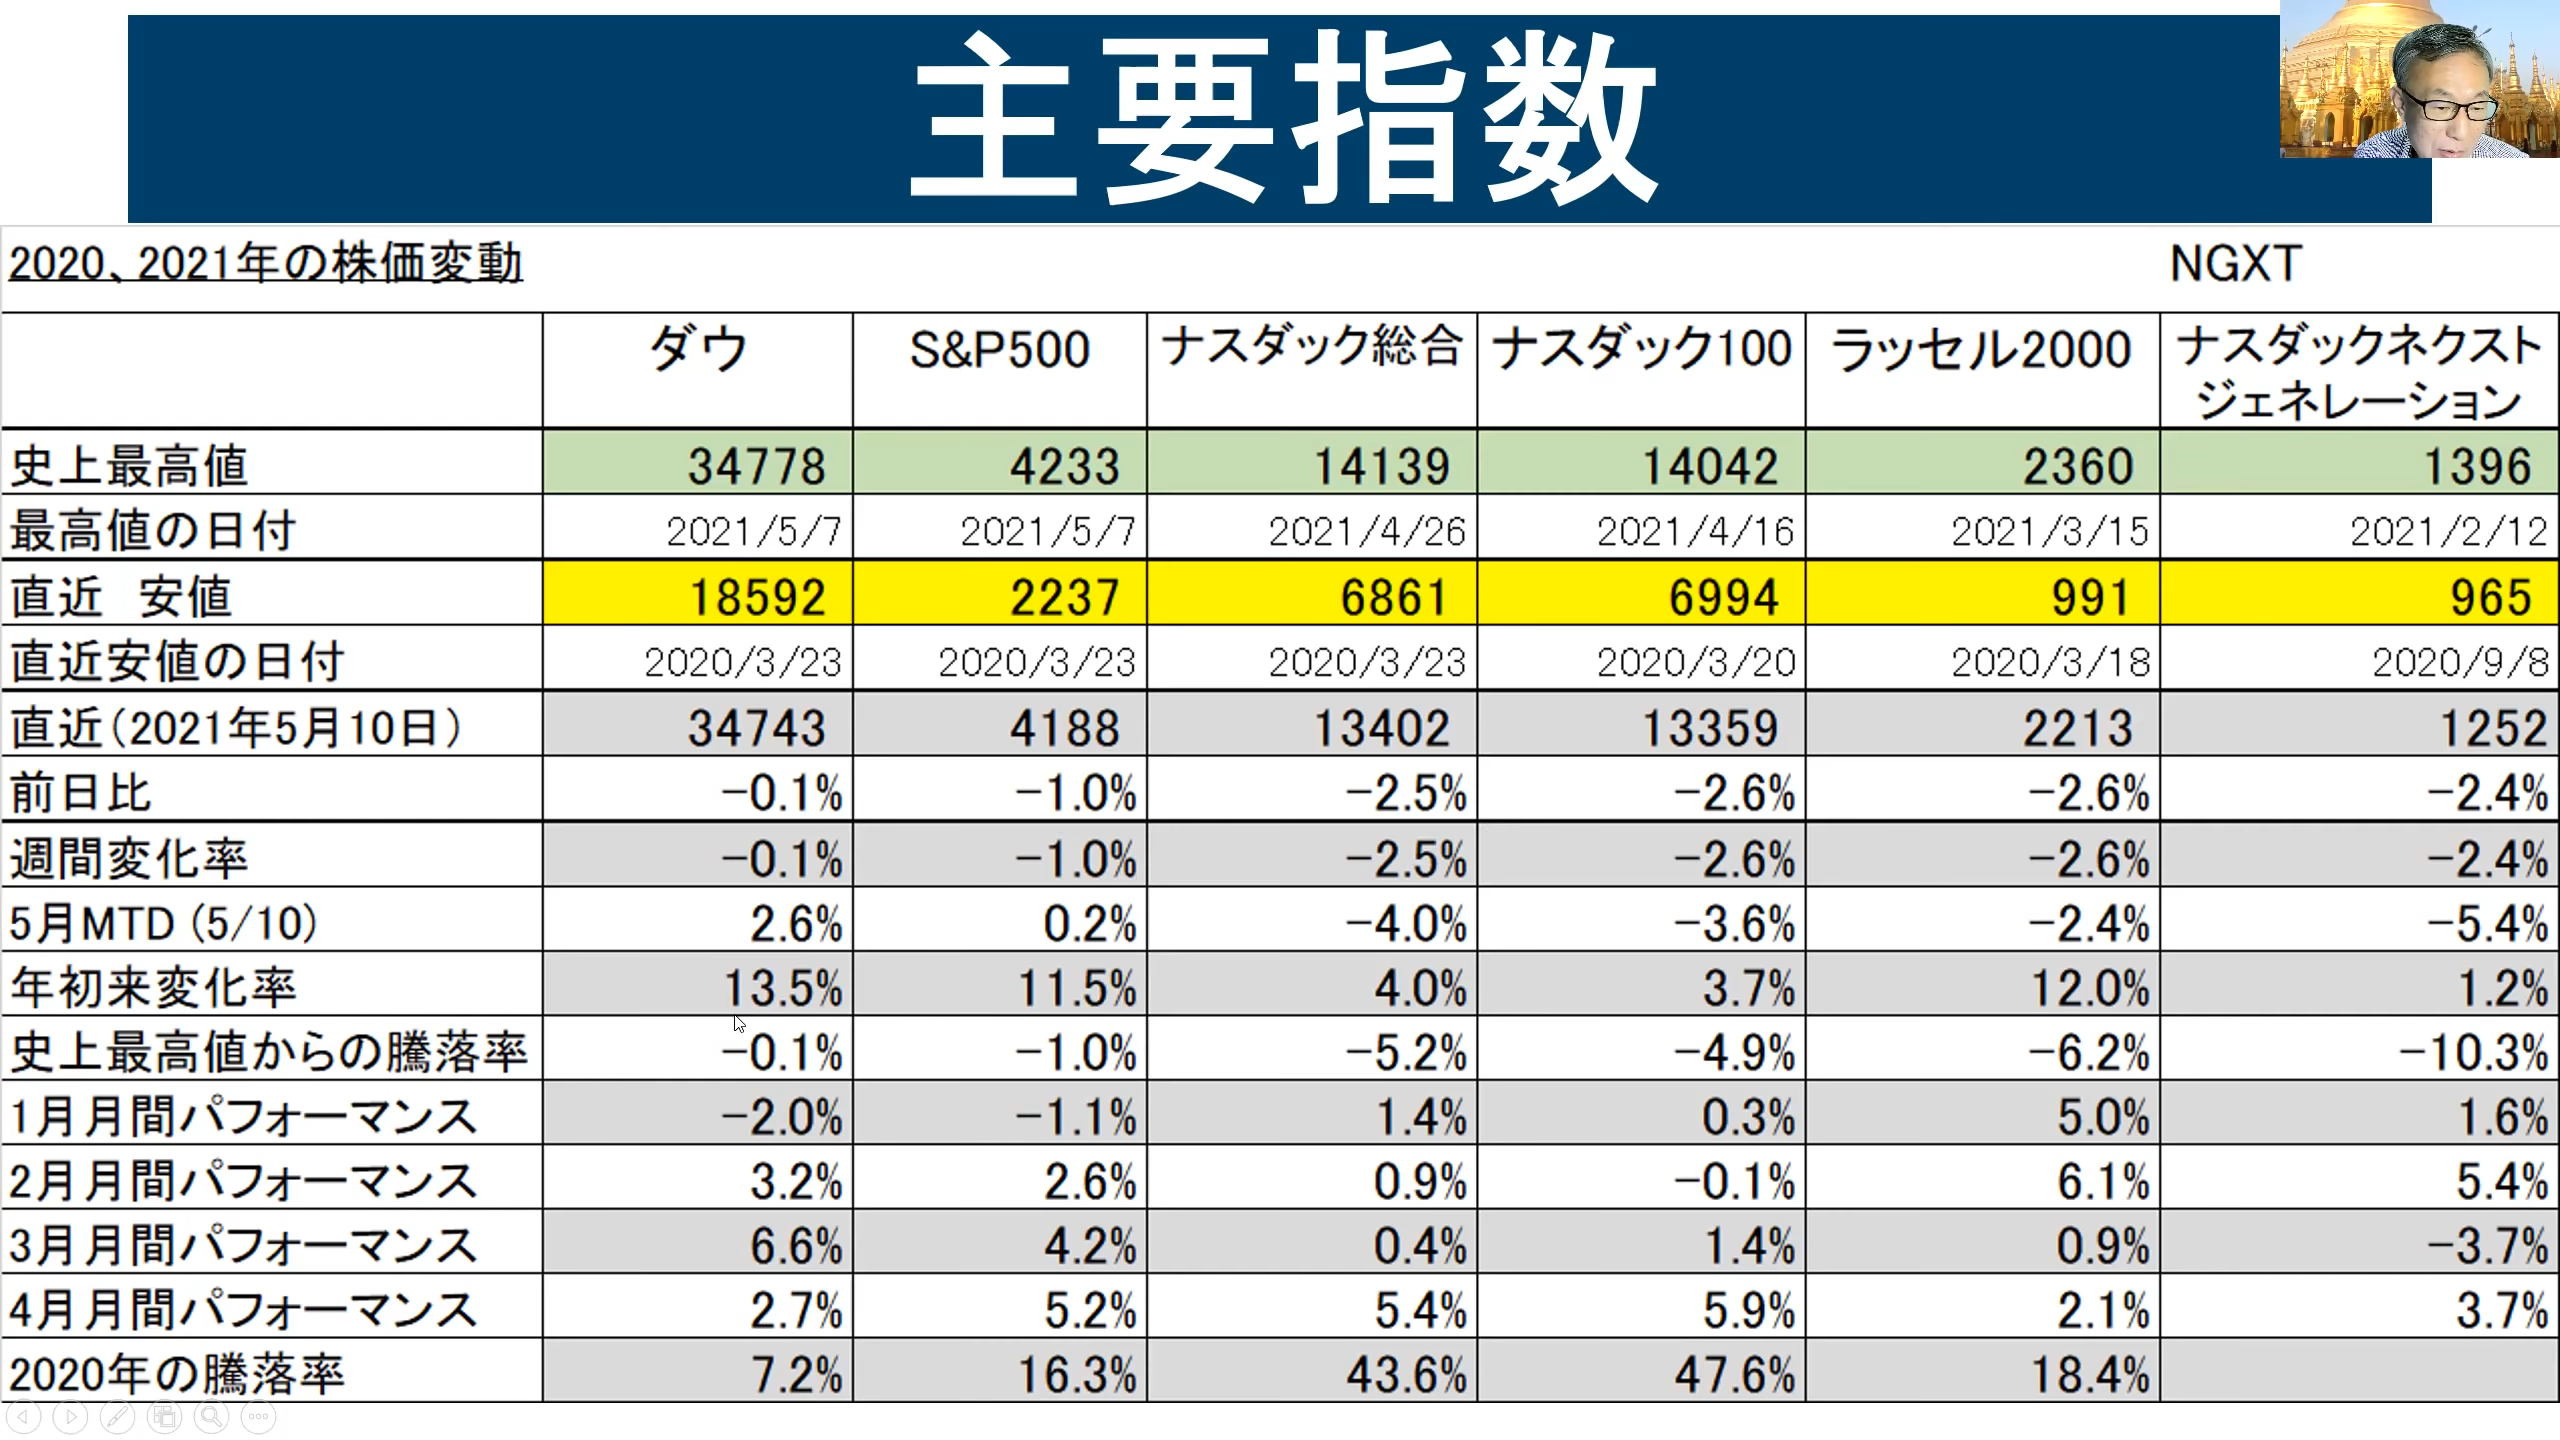 主要指数
2020、2021年の株価変動 NGXT
ダウ S&P500 ナスダック総合 ナスダック100 ラッセル2000 ナスダックネクスト
ジェネレーション
史上最高値 34778 4233 14139 14042 2360 1396
最高値の日付 2021/5/7 2021/5/7 2021/4/26 2021/4/16 2021/3/15 2021/2/12
直近 安値 18592 2237 6861 6994 991 965
直近安値の日付 2020/3/23 2020/3/23 2020/3/23 2020/3/20 2020/3/18 2020/9/8
直近(2021年5月10日) 34743 4188 13402 13359 2213 1252
前日比 -0.1% -1.0% -2.5% -2.6% -2.6% -2.4%
週間変化率 -0.1% -1.0% -2.5% -2.6% -2.6% -2.4%
5月MTD (5/10) 2.6% 0.2% -4.0% -3.6% -2.4% -5.4%
年初来変化率 13.5% 11.5% 4.0% 3.7% 12.0% 1.2%
史上最高値からの騰落率 -0.1% -1.0% -5.2% -4.9% -6.2% -10.3%
1月月間パフォーマンス -2.0% -1.1% 1.4% 0.3% 5.0% 1.6%
2月月間パフォーマンス 3.2% 2.6% 0.9% -0.1% 6.1% 5.4%
3月月間パフォーマンス 6.6% 4.2% 0.4% 1.4% 0.9% -3.7%
4月月間パフォーマンス 2.7% 5.2% 5.4% 5.9% 2.1% 3.7%
2020年の騰落率 7.2% 16.3% 43.6% 47.6% 18.4%